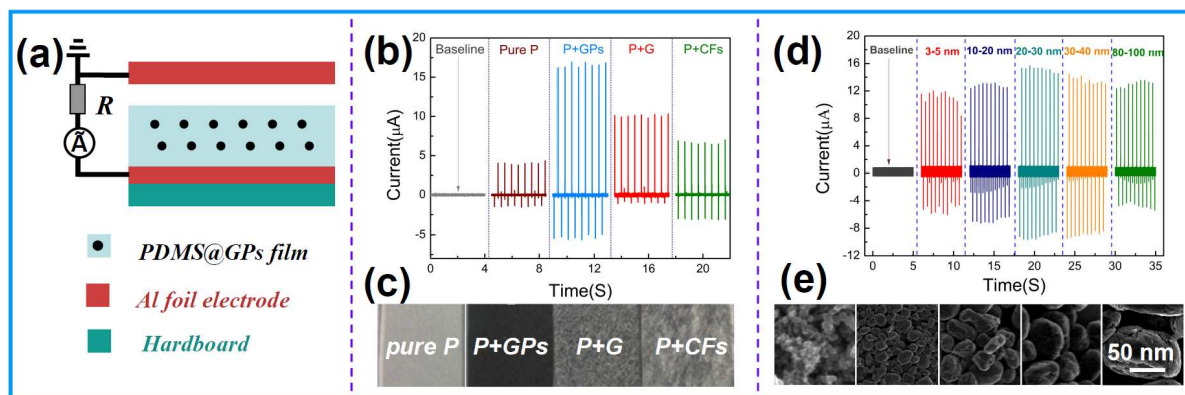 (a)
R
Ã
PDMS@GPs film
Al foil electrode
Hardboard
(b)
Baseline
Pure P
P+GPs
P+G
P+CFs
20
15
10
5
0
-5
Current(μA)
0
4
8
12
16
20
Time(S)
(c)
pure P
P+GPs
P+G
P+CFs
(d)
Baseline
3-5 nm
10-20 nm
20-30 nm
30-40 nm
80-100 nm
20
16
12
8
4
0
-4
-8
-12
Current(μA)
0
5
10
15
20
25
30
35
Time(S)
(e)
50 nm